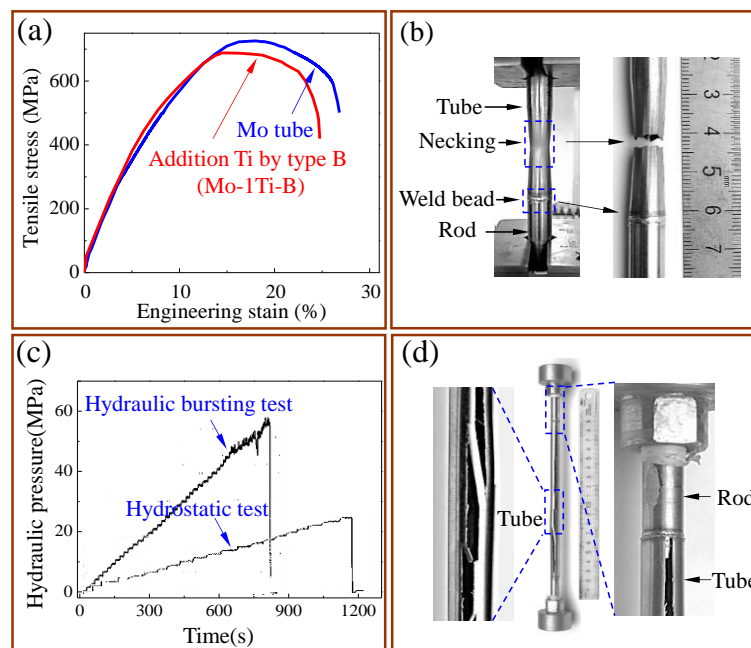 (a)
Tensile stress (MPa)
600
400
200
0
Mo tube
Addition Ti by type B
(Mo-1Ti-B)
0
10
20
30
Engineering stain (%)
(b)
Tube
Necking
Weld bead
Rod
2
3
4
5
mm
6
7
(c)
Hydraulic pressure(MPa)
60
40
20
0
Hydraulic bursting test
Hydrostatic test
0
300
600
900
1200
Time(s)
(d)
Tube
Rod
Tube